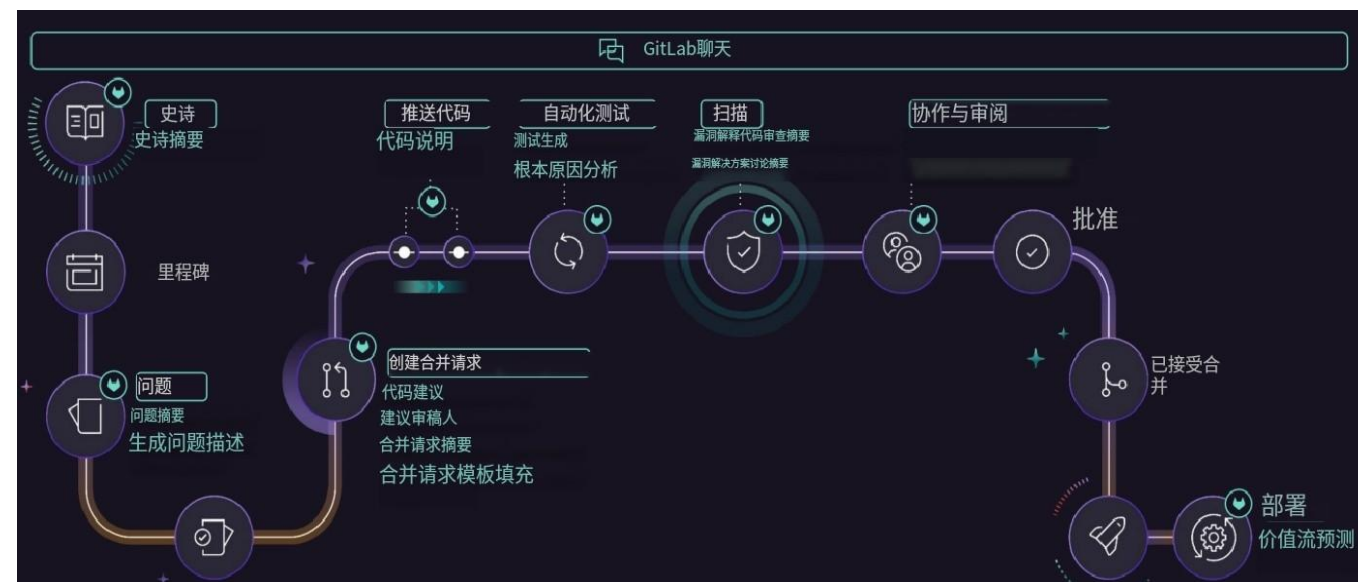 GitLab聊天
史诗
史诗摘要
里程碑
问题
问题摘要
生成问题描述
创建合并请求
代码建议
建议审稿人
合并请求摘要
合并请求模板填充
推送代码
代码说明
自动化测试
测试生成
根本原因分析
扫描
漏洞解释代码审查摘要
漏洞解决方案讨论摘要
协作与审阅
批准
已接受合
并
部署
价值流预测